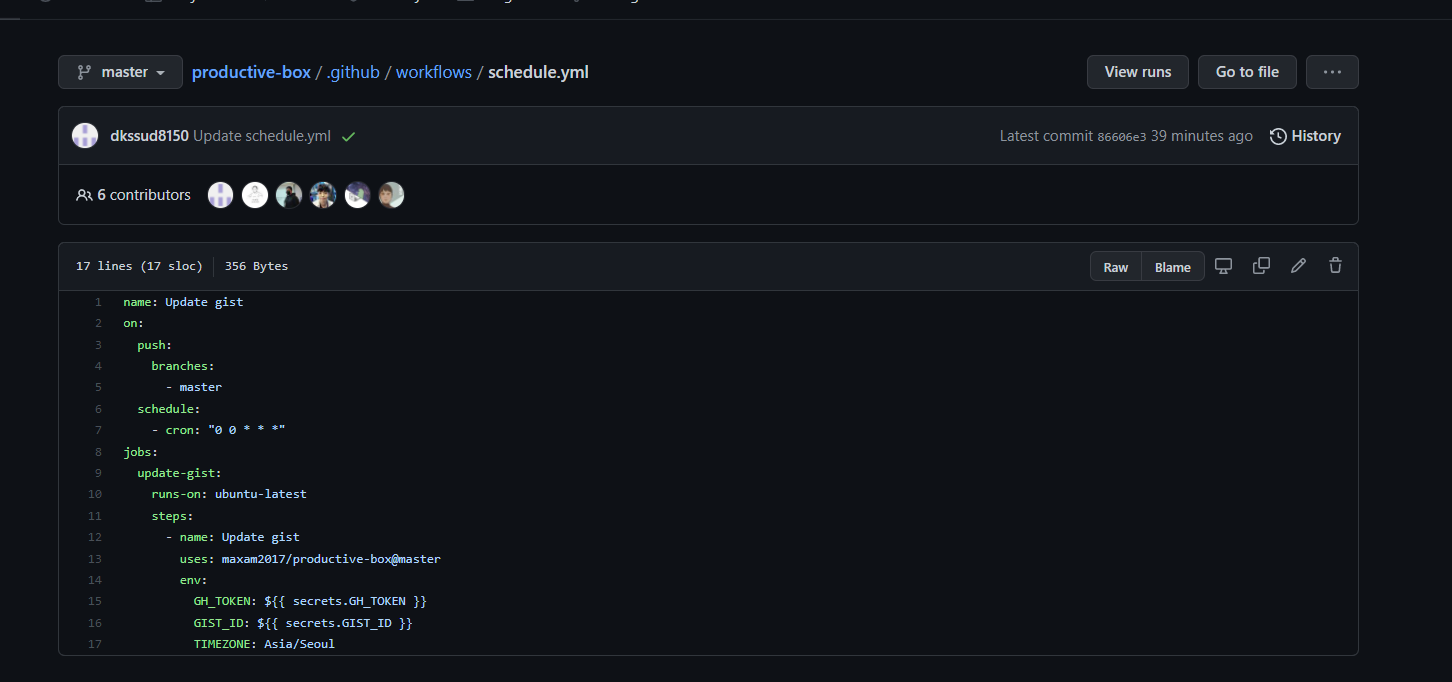 master productive-box / .github / workflows / schedule.yml View runs Go to file ...
dkssud8150 Update schedule.yml Latest commit 86606e3 39 minutes ago History
6 contributors
17 lines (17 sloc) 356 Bytes Raw Blame
1 name: Update gist
2 on:
3 push:
4 branches:
5 - master
6 schedule:
7 - cron: "0 0 * * *"
8 jobs:
9 update-gist:
10 runs-on: ubuntu-latest
11 steps:
12 - name: Update gist
13 uses: maxam2017/productive-box@master
14 env:
15 GH_TOKEN: ${{ secrets.GH_TOKEN }}
16 GIST_ID: ${{ secrets.GIST_ID }}
17 TIMEZONE: Asia/Seoul